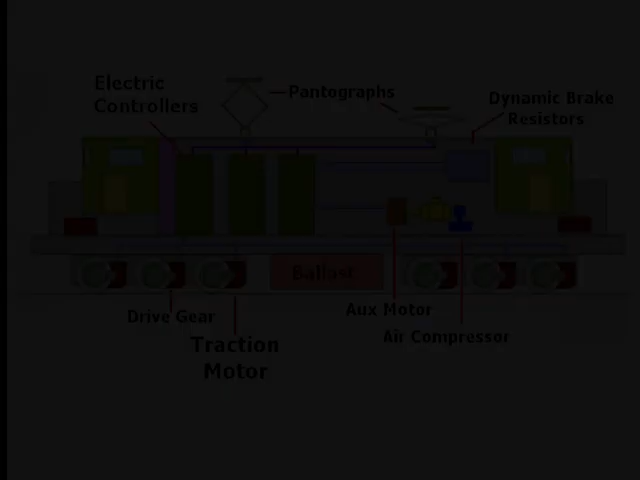 Electric
Controllers
Pantographs
Dynamic Brake
Resistors
Ballast
Drive Gear
Aux Motor
Air Compressor
Traction
Motor